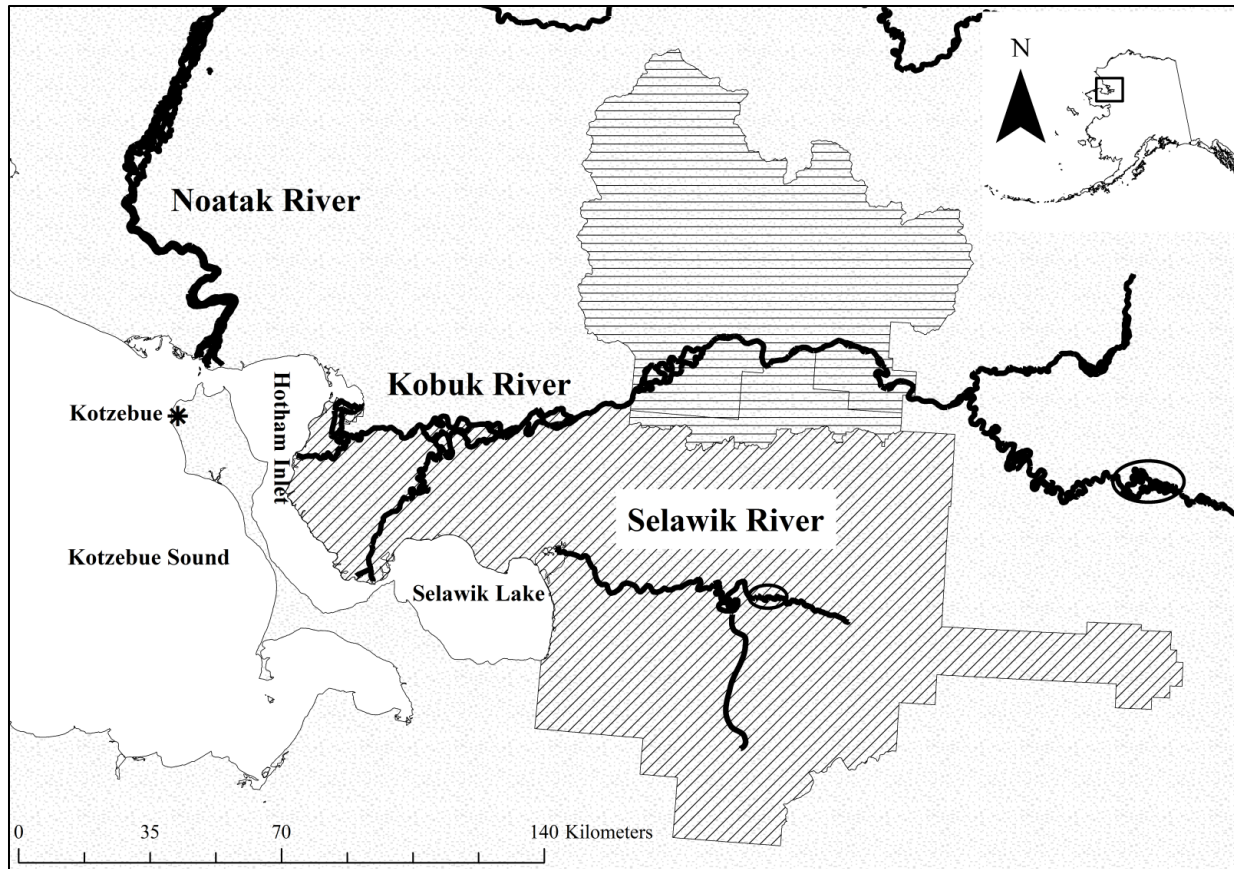 N
Noatak River
Kobuk River
Hotham Inlet
Kotzebue
Selawik River
Kotzebue Sound
Selawik Lake
0 35 70 140 Kilometers